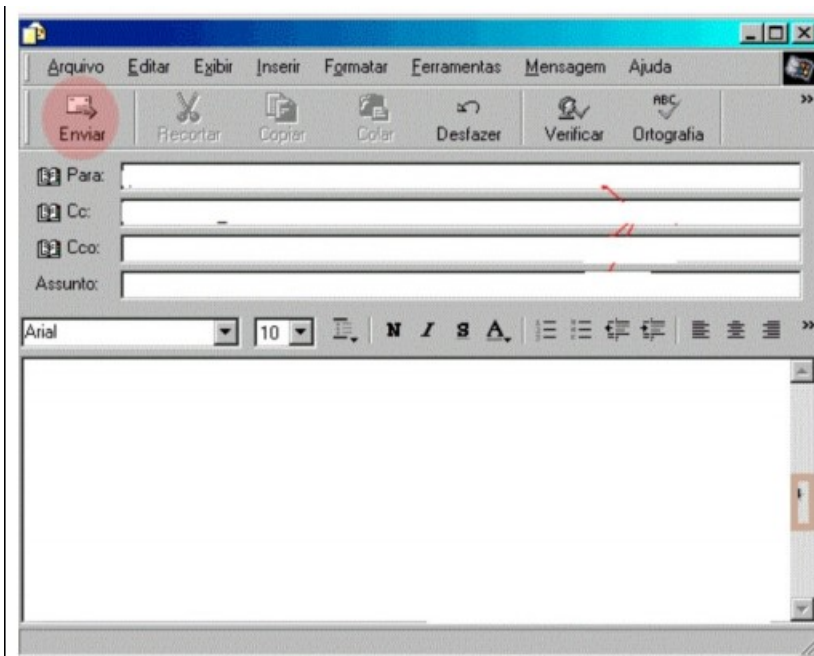 Arquivo Editar Exibir Inserir Formatar Ferramentas Mensagem Ajuda
Enviar Recortar Copiar Colar Desfazer ABC Verificar Ortografia »
Para:
Cc:
Cco:
Assunto:
Arial 10 N I S A »